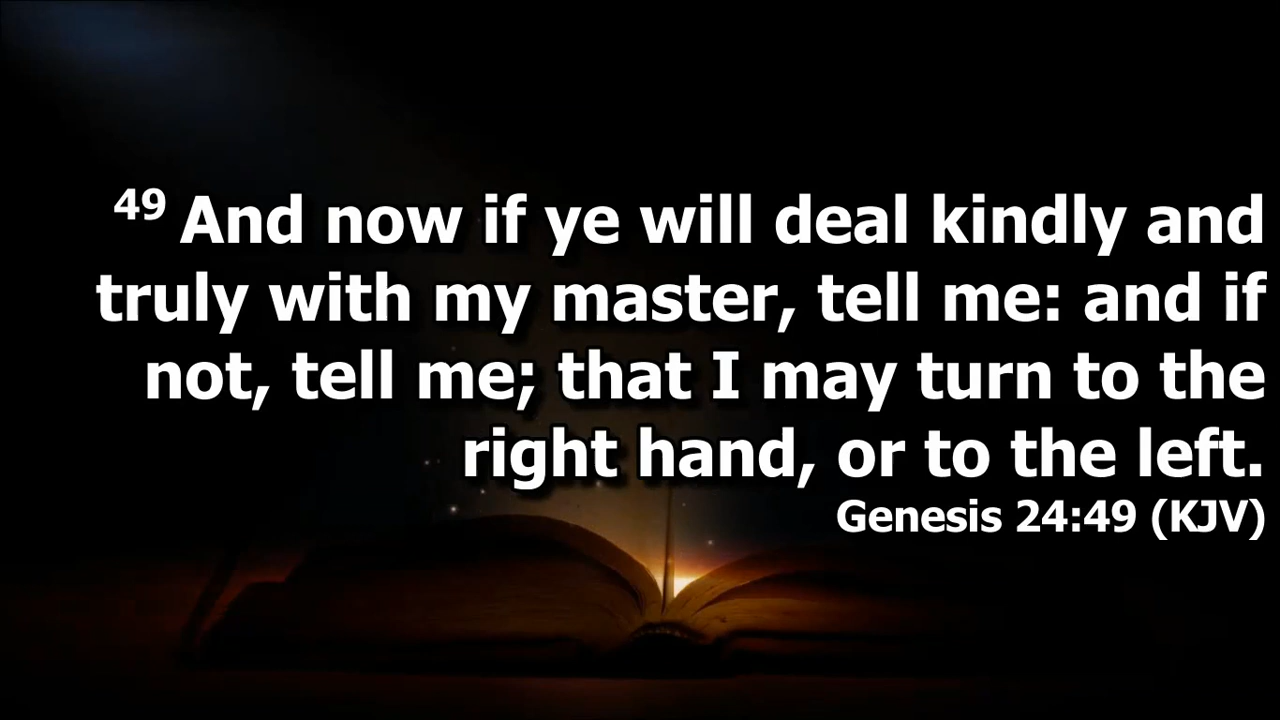 49 And now if ye will deal kindly and
truly with my master, tell me: and if
not, tell me; that I may turn to the
right hand, or to the left.
Genesis 24:49 (KJV)